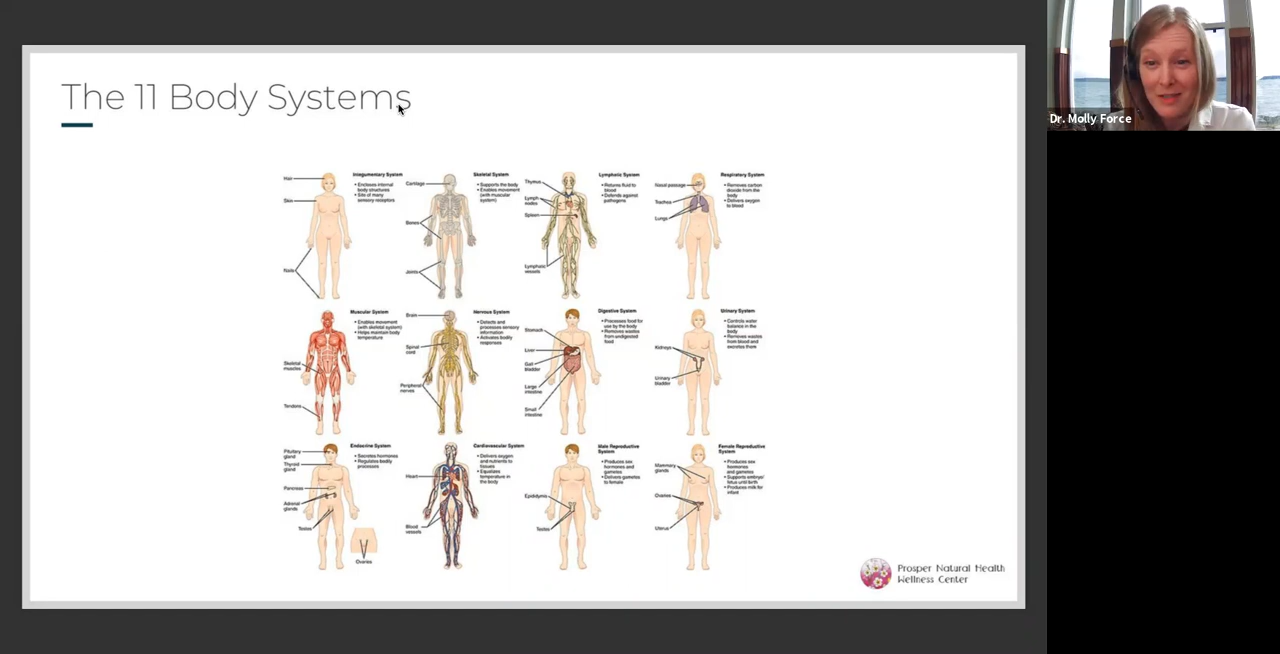 The 11 Body Systems
Dr. Molly Force
Hair
Skin
Nails
Integumentary System
• Encloses internal
body structures
• Site of many
sensory receptors
Cartilage
Bones
Joints
Skeletal System
• Supports the body
• Enables movement
(with muscular
system)
Thymus
Lymph
nodes
Spleen
Lymphatic
vessels
Lymphatic System
• Returns fluid to
blood
• Defends against
pathogens
Nasal passage
Trachea
Lungs
Respiratory System
• Removes carbon
dioxide from the
body
• Delivers oxygen
to blood
Skeletal
muscles
Tendons
Muscular System
• Enables movement
(with skeletal system)
• Helps maintain body
temperature
Brain
Spinal
cord
Peripheral
nerves
Nervous System
• Detects and
processes sensory
information
• Activates bodily
responses
Stomach
Liver
Gall
bladder
Large
intestine
Small
intestine
Digestive System
• Processes food for
use by the body
• Removes wastes
from undigested
food
Kidneys
Urinary
bladder
Urinary System
• Controls water
balance in the
body
• Removes wastes
from blood and
excretes them
Pituitary
gland
Thyroid
gland
Pancreas
Adrenal
glands
Testes
Ovaries
Endocrine System
• Secretes hormones
• Regulates bodily
processes
Heart
Blood
vessels
Cardiovascular System
• Delivers oxygen
and nutrients to
tissues
• Equalizes
temperature in
the body
Epididymis
Testes
Male Reproductive
System
• Produces sex
hormones and
gametes
• Delivers gametes
to female
Mammary
glands
Ovaries
Uterus
Female Reproductive
System
• Produces sex
hormones
and gametes
• Supports embryo/
fetus until birth
• Produces milk for
infant
Prosper Natural Health
Wellness Center